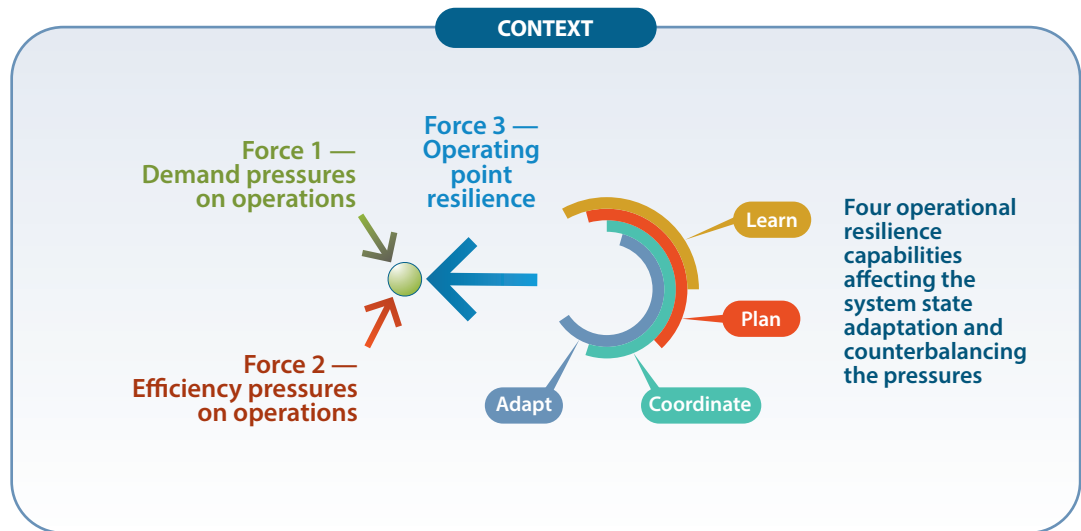 CONTEXT
Force 1 —
Demand pressures
on operations
Force 3 —
Operating
point
resilience
Force 2 —
Efficiency pressures
on operations
Learn
Plan
Adapt
Coordinate
Four operational
resilience
capabilities
affecting the
system state
adaptation and
counterbalancing
the pressures